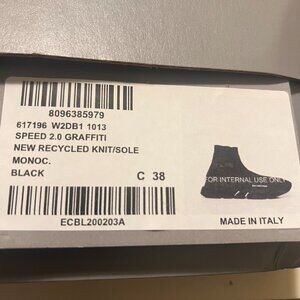 8096385979
617196 W2DB1 1013
SPEED 2.0 GRAFFITI
NEW RECYCLED KNIT/SOLE
MONOC.
BLACK C 38
FOR INTERNAL USE ONLY
ECBL200203A
MADE IN ITALY